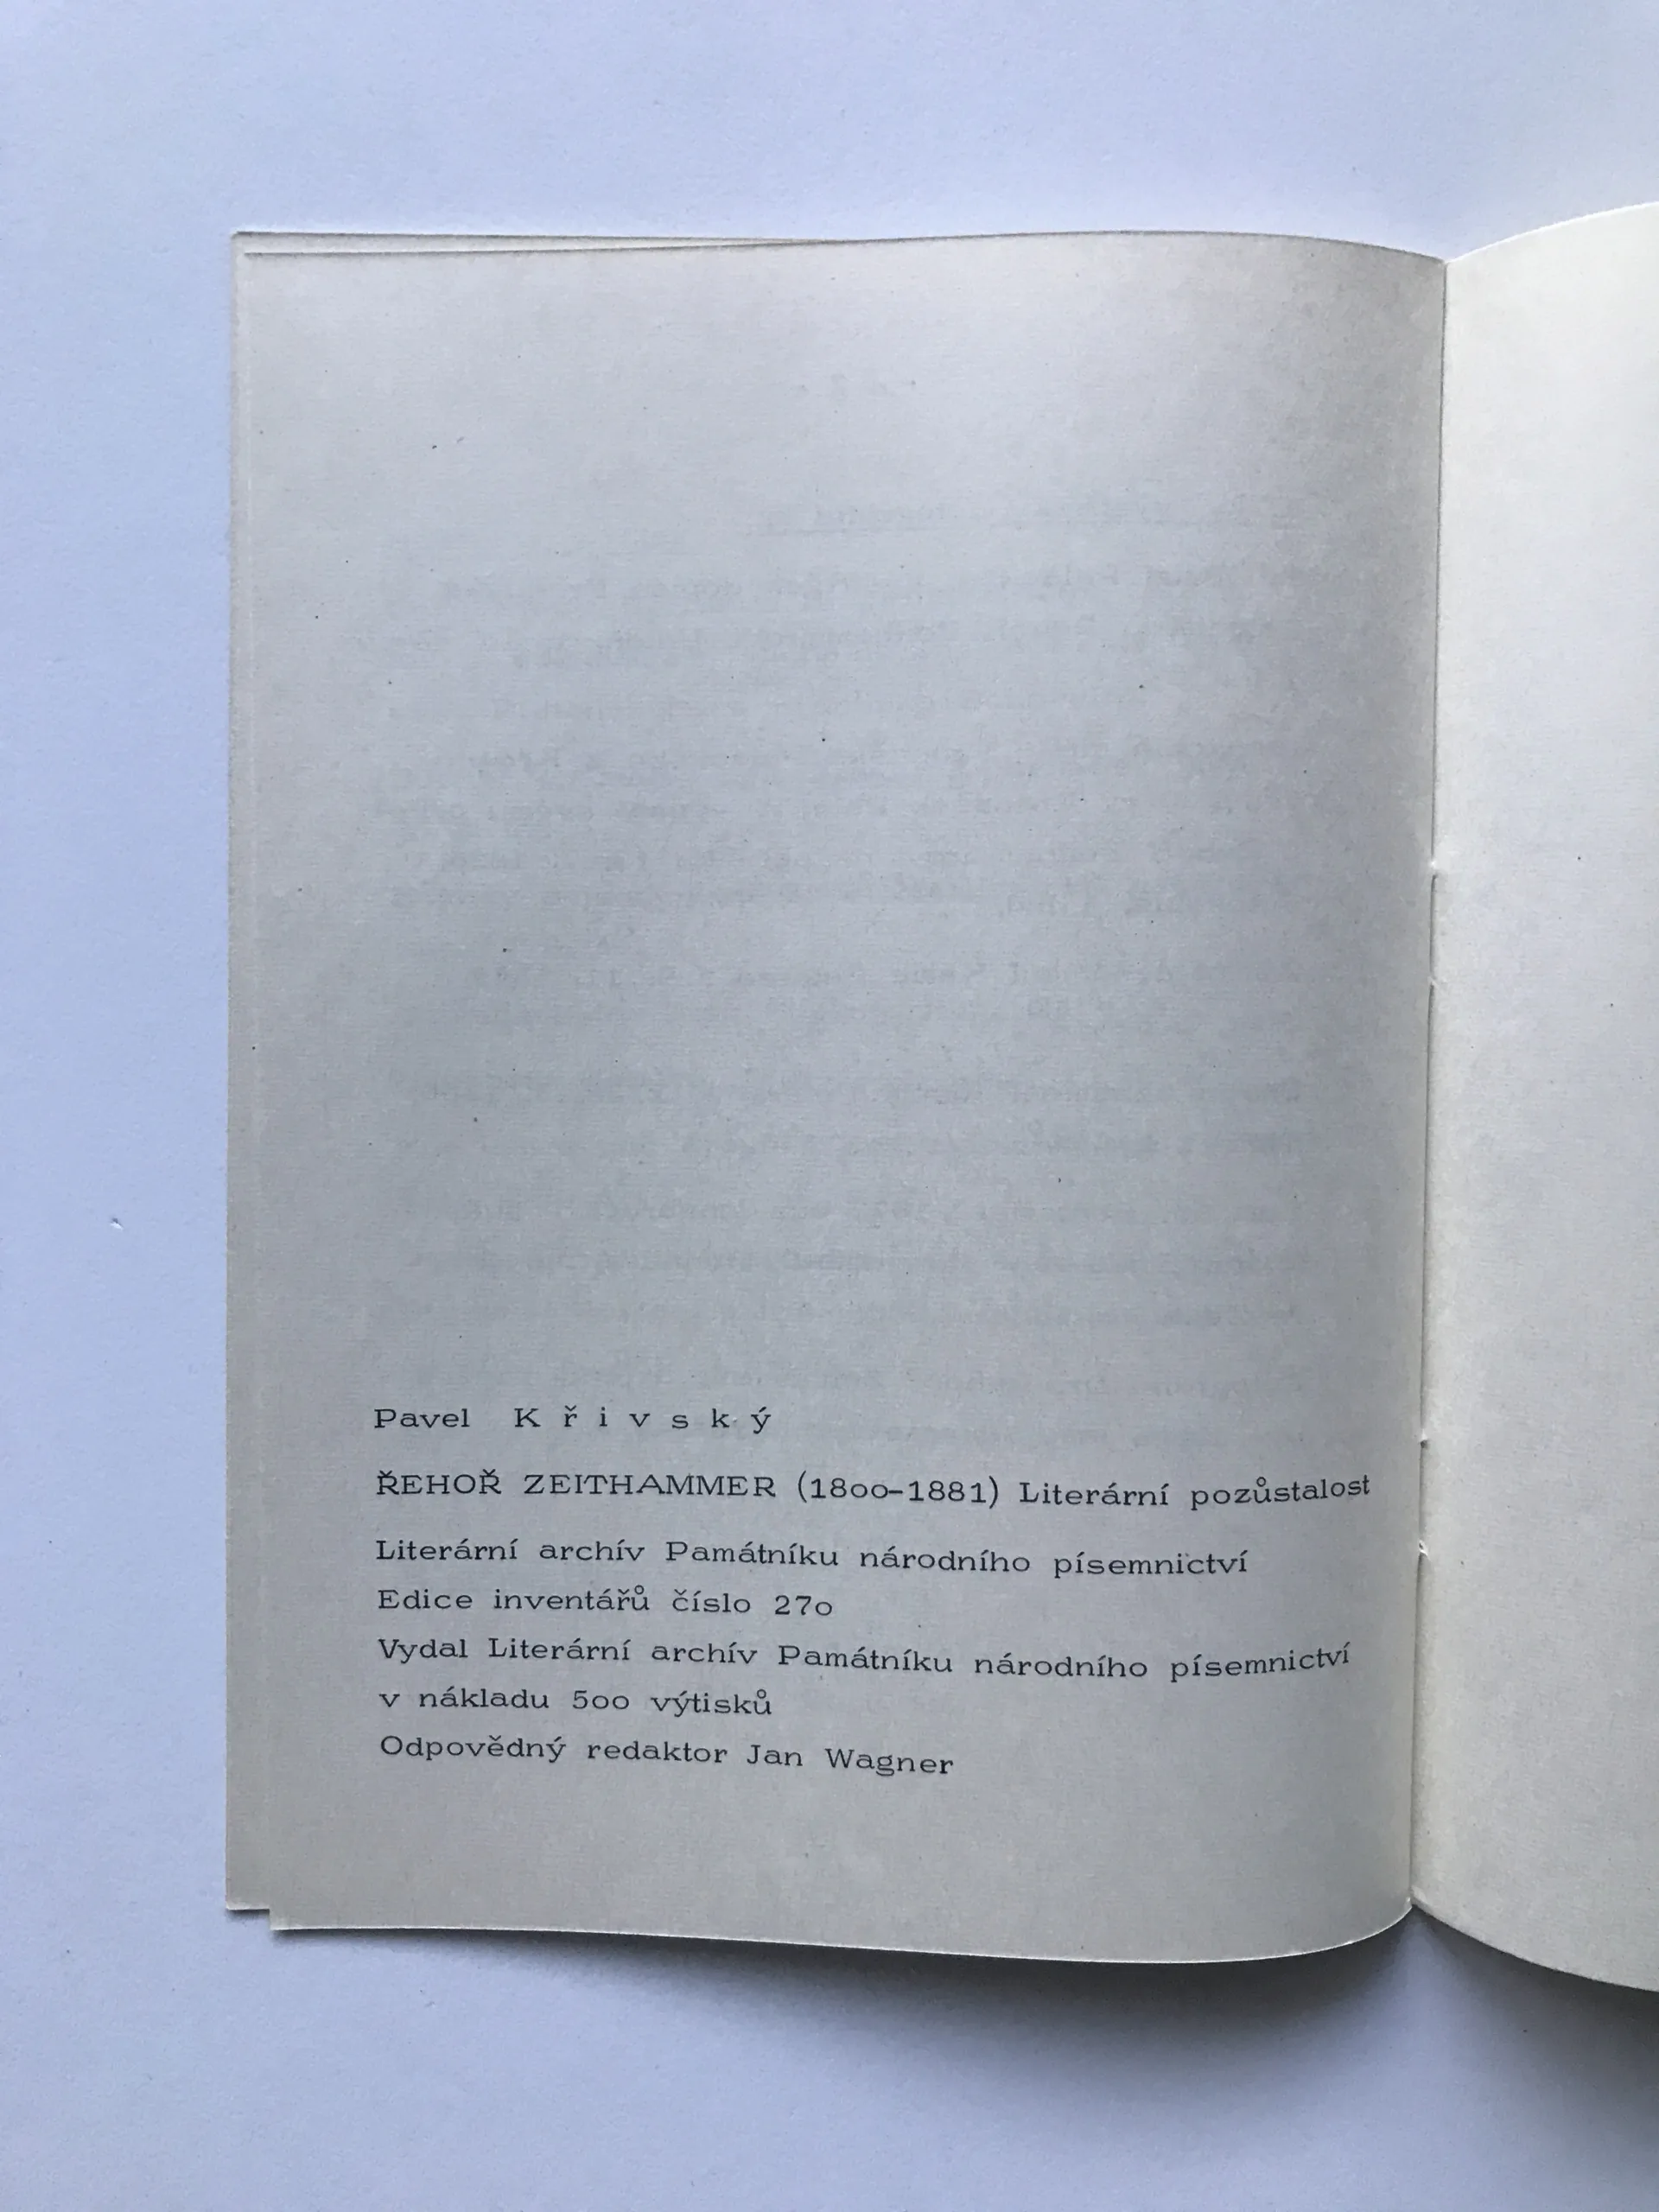 Pavel K ř i v s k ý
ŘEHOŘ ZEITHAMMER (18oo-1881) Literární pozůstalost
Literární archív Památníku národního písemnictví
Edice inventářů číslo 27o
Vydal Literární archív Památníku národního písemnictví
v nákladu 5oo výtisků
Odpovědný redaktor Jan Wagner